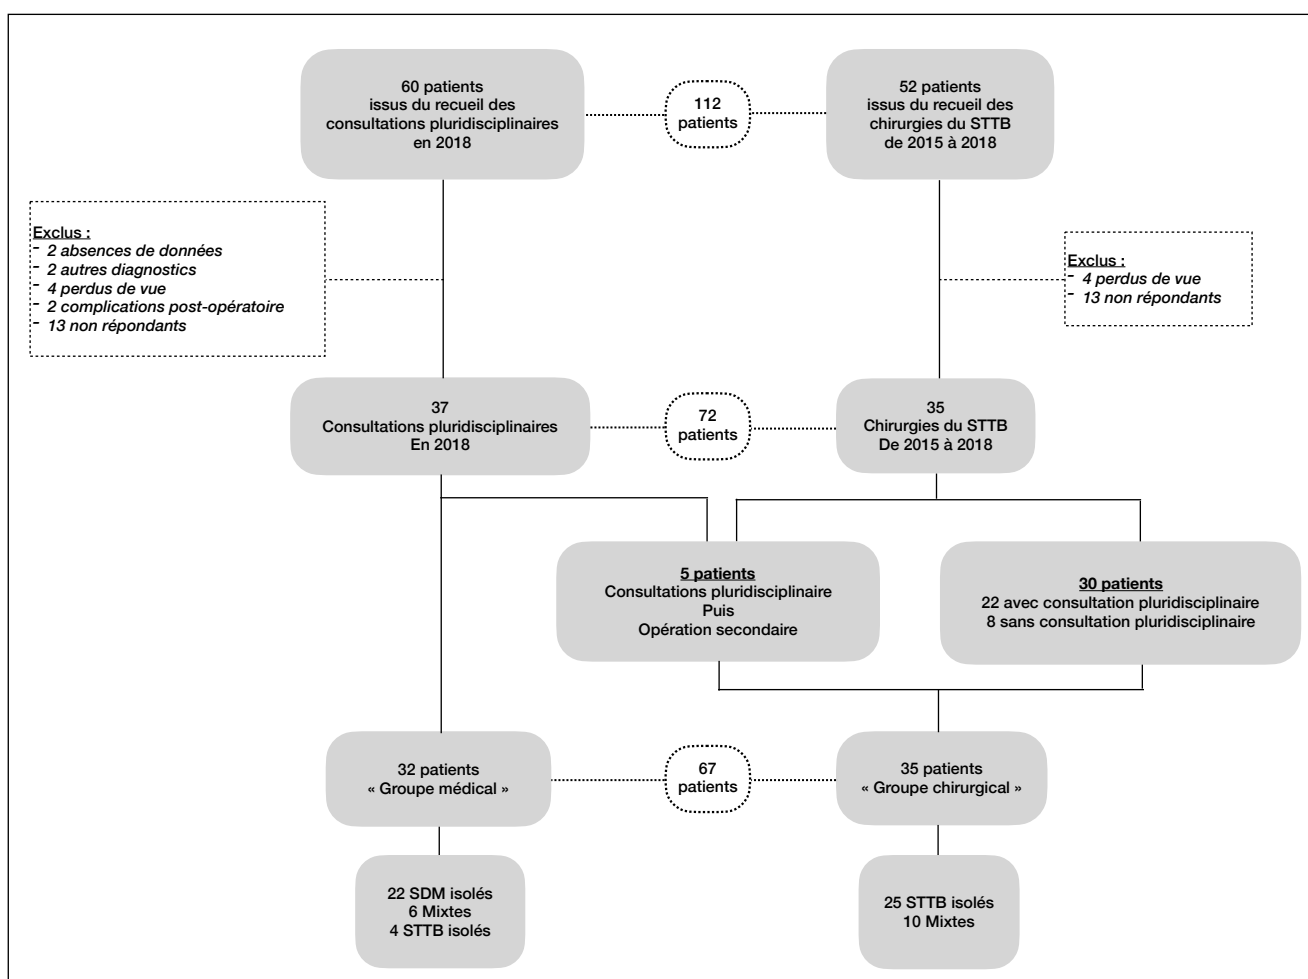 60 patients
issus du recueil des
consultations pluridisciplinaires
en 2018
112
patients
52 patients
issus du recueil des
chirurgies du STTB
de 2015 à 2018
Exclus :
- 2 absences de données
- 2 autres diagnostics
- 4 perdus de vue
- 2 complications post-opératoire
- 13 non répondants
Exclus :
- 4 perdus de vue
- 13 non répondants
37
Consultations pluridisciplinaires
En 2018
72
patients
35
Chirurgies du STTB
De 2015 à 2018
5 patients
Consultations pluridisciplinaire
Puis
Opération secondaire
30 patients
22 avec consultation pluridisciplinaire
8 sans consultation pluridisciplinaire
32 patients
« Groupe médical »
67
patients
35 patients
« Groupe chirurgical »
22 SDM isolés
6 Mixtes
4 STTB isolés
25 STTB isolés
10 Mixtes